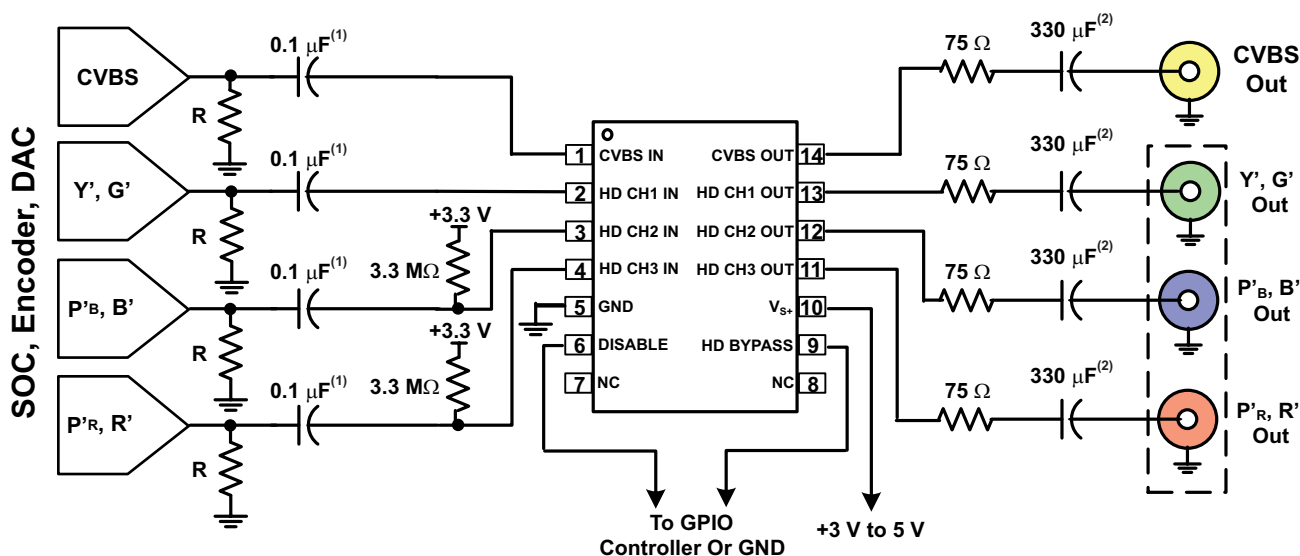 SOC, Encoder, DAC
CVBS
R
0.1 μF(1)
Y', G'
R
0.1 μF(1)
P'B, B'
R
0.1 μF(1)
+3.3 V
3.3 MΩ
P'R, R'
R
0.1 μF(1)
+3.3 V
3.3 MΩ
1 CVBS IN CVBS OUT 14
2 HD CH1 IN HD CH1 OUT 13
3 HD CH2 IN HD CH2 OUT 12
4 HD CH3 IN HD CH3 OUT 11
5 GND VS+ 10
6 DISABLE HD BYPASS 9
7 NC NC 8
To GPIO
Controller Or GND
+3 V to 5 V
75 Ω
330 μF(2)
CVBS
Out
75 Ω
330 μF(2)
Y', G'
Out
75 Ω
330 μF(2)
P'B, B'
Out
75 Ω
330 μF(2)
P'R, R'
Out